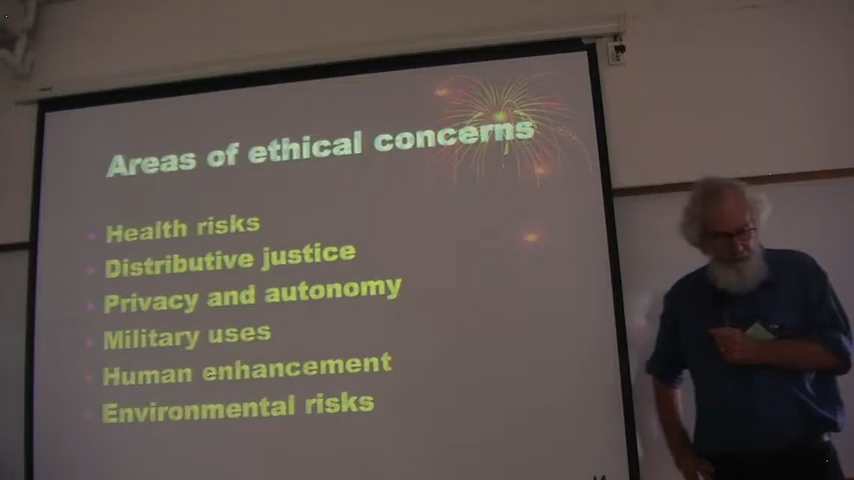 Areas of ethical concerns
Health risks
Distributive justice
Privacy and autonomy
Military uses
Human enhancement
Environmental risks